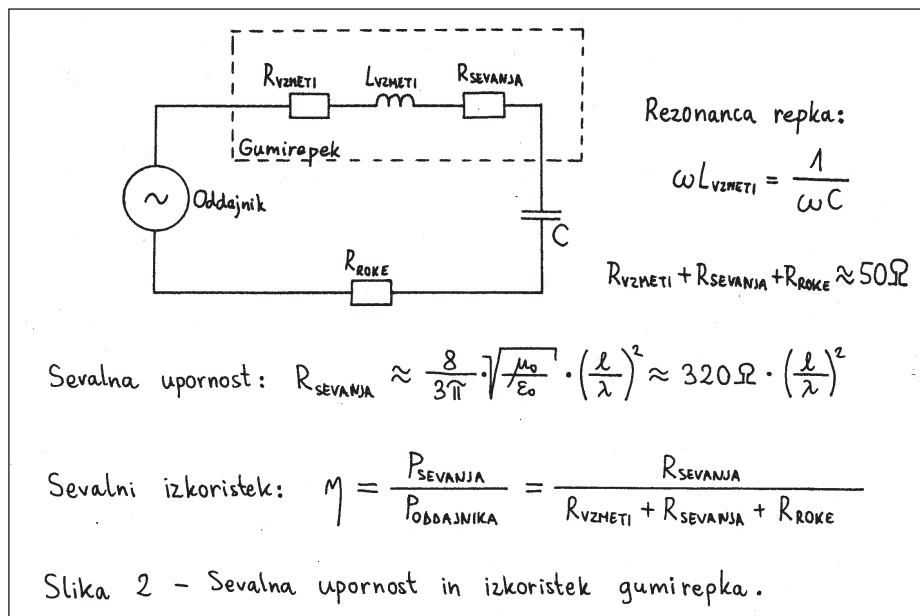 R_VZMETI L_VZMETI R_SEVANJA
Gumirepek
~ Oddajnik
C
R_ROKE
Rezonanca repka:
ωL_VZMETI = 1/(ωC)
R_VZMETI + R_SEVANJA + R_ROKE ≈ 50Ω
Sevalna upornost: R_SEVANJA ≈ 8/(3π) · √(μ₀/ε₀) · (ℓ/λ)² ≈ 320Ω · (ℓ/λ)²
Sevalni izkoristek: η = P_SEVANJA/P_ODDAJNIKA = R_SEVANJA/(R_VZMETI + R_SEVANJA + R_ROKE)
Slika 2 – Sevalna upornost in izkoristek gumirepka.